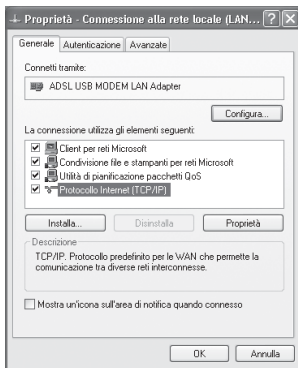 Proprietà - Connessione alla rete locale (LAN...
Generale Autenticazione Avanzate
Connetti tramite:
ADSL USB MODEM LAN Adapter
Configura...
La connessione utilizza gli elementi seguenti:
Client per reti Microsoft
Condivisione file e stampanti per reti Microsoft
Utilità di pianificazione pacchetti QoS
Protocollo Internet (TCP/IP)
Installa... Disinstalla Proprietà
Descrizione
TCP/IP. Protocollo predefinito per le WAN che permette la
comunicazione tra diverse reti interconnesse.
Mostra un'icona sull'area di notifica quando connesso
OK Annulla